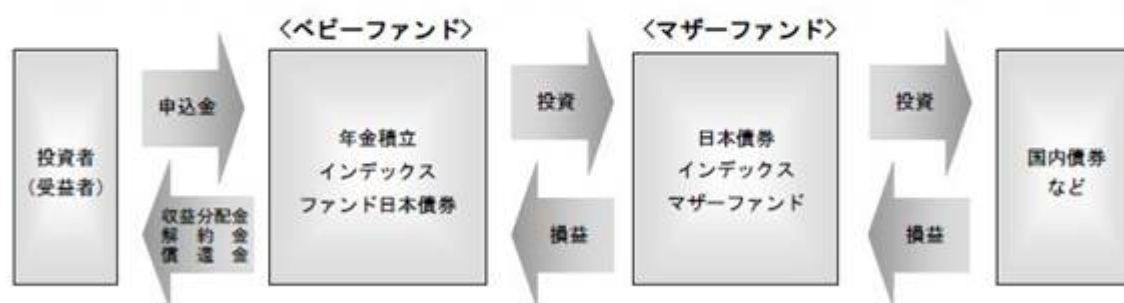 〈ベビーファンド〉
〈マザーファンド〉
投資者
(受益者)
申込金
収益分配金
解約金
償還金
年金積立
インデックス
ファンド日本債券
投資
損益
日本債券
インデックス
マザーファンド
投資
損益
国内債券
など